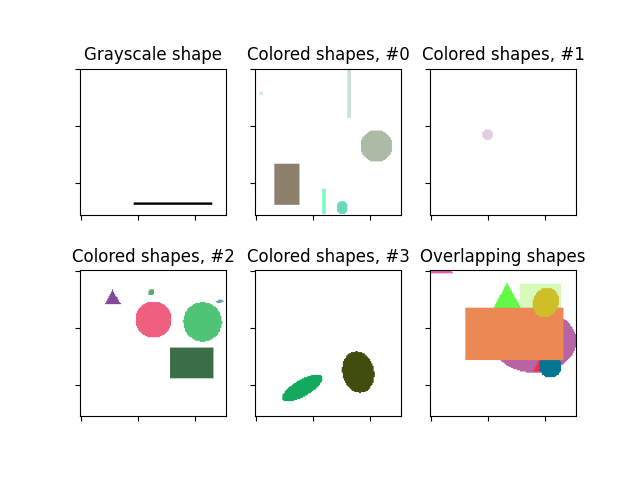 Grayscale shape
Colored shapes, #0
Colored shapes, #1
Colored shapes, #2
Colored shapes, #3
Overlapping shapes